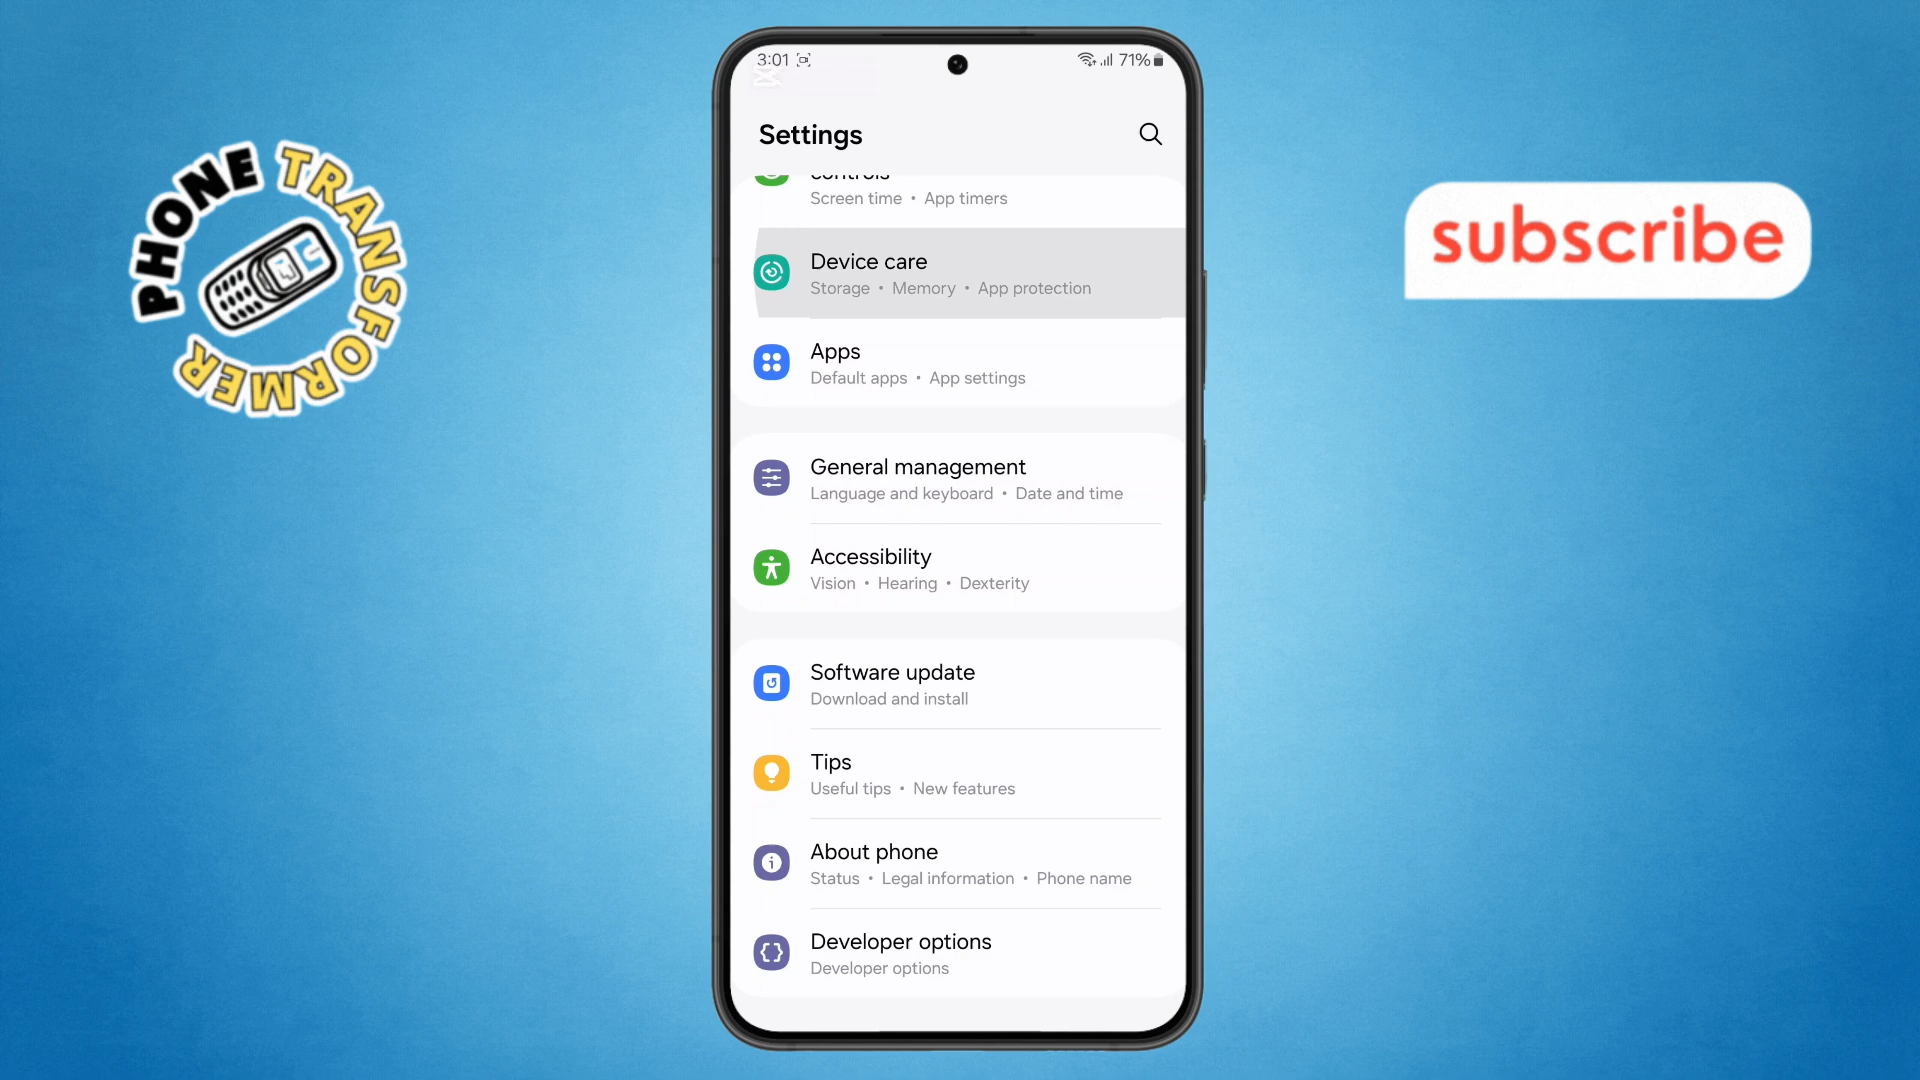 PHONE TRANSFORMER
3:01
71%
Settings
controls
Screen time • App timers
Device care
Storage • Memory • App protection
Apps
Default apps • App settings
General management
Language and keyboard • Date and time
Accessibility
Vision • Hearing • Dexterity
Software update
Download and install
Tips
Useful tips • New features
About phone
Status • Legal information • Phone name
Developer options
Developer options
subscribe